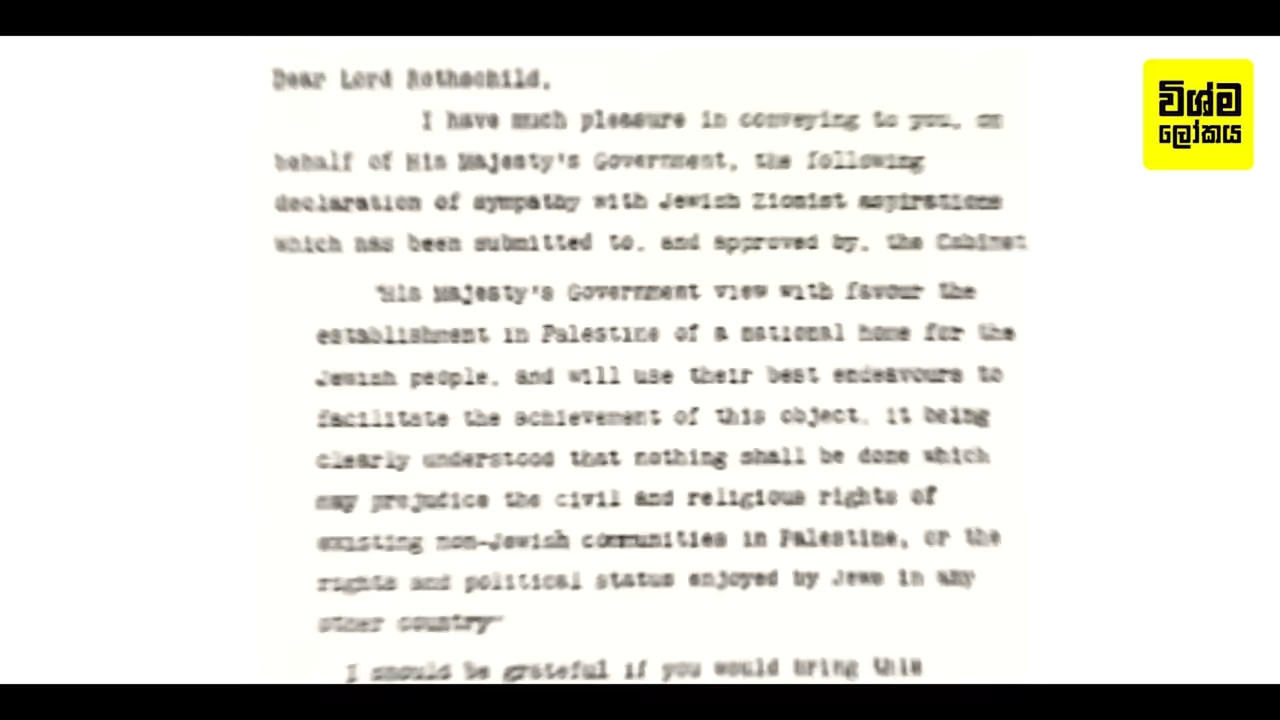 Dear Lord Rothschild,
I have much pleasure in conveying to you, on
behalf of His Majesty's Government, the following
declaration of sympathy with Jewish Zionist aspirations
which has been submitted to, and approved by, the Cabinet
"His Majesty's Government view with favour the
establishment in Palestine of a national home for the
Jewish people, and will use their best endeavours to
facilitate the achievement of this object, it being
clearly understood that nothing shall be done which
may prejudice the civil and religious rights of
existing non-Jewish communities in Palestine, or the
rights and political status enjoyed by Jews in any
other country"
I should be grateful if you would bring this
විශ්ම
ලෝකය